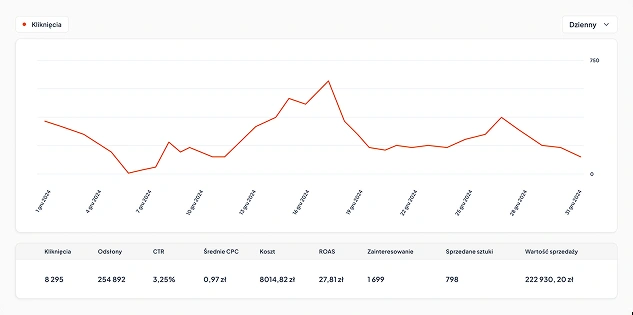 Kliknięcia
Dzienny
750
0
1 gru 2024
4 gru 2024
7 gru 2024
10 gru 2024
13 gru 2024
16 gru 2024
19 gru 2024
22 gru 2024
25 gru 2024
28 gru 2024
31 gru 2024
Kliknięcia Odsłony CTR Średnie CPC Koszt ROAS Zainteresowanie Sprzedane sztuki Wartość sprzedaży
8 295 254 892 3,25% 0,97 zł 8014,82 zł 27,81 zł 1 699 798 222 930, 20 zł